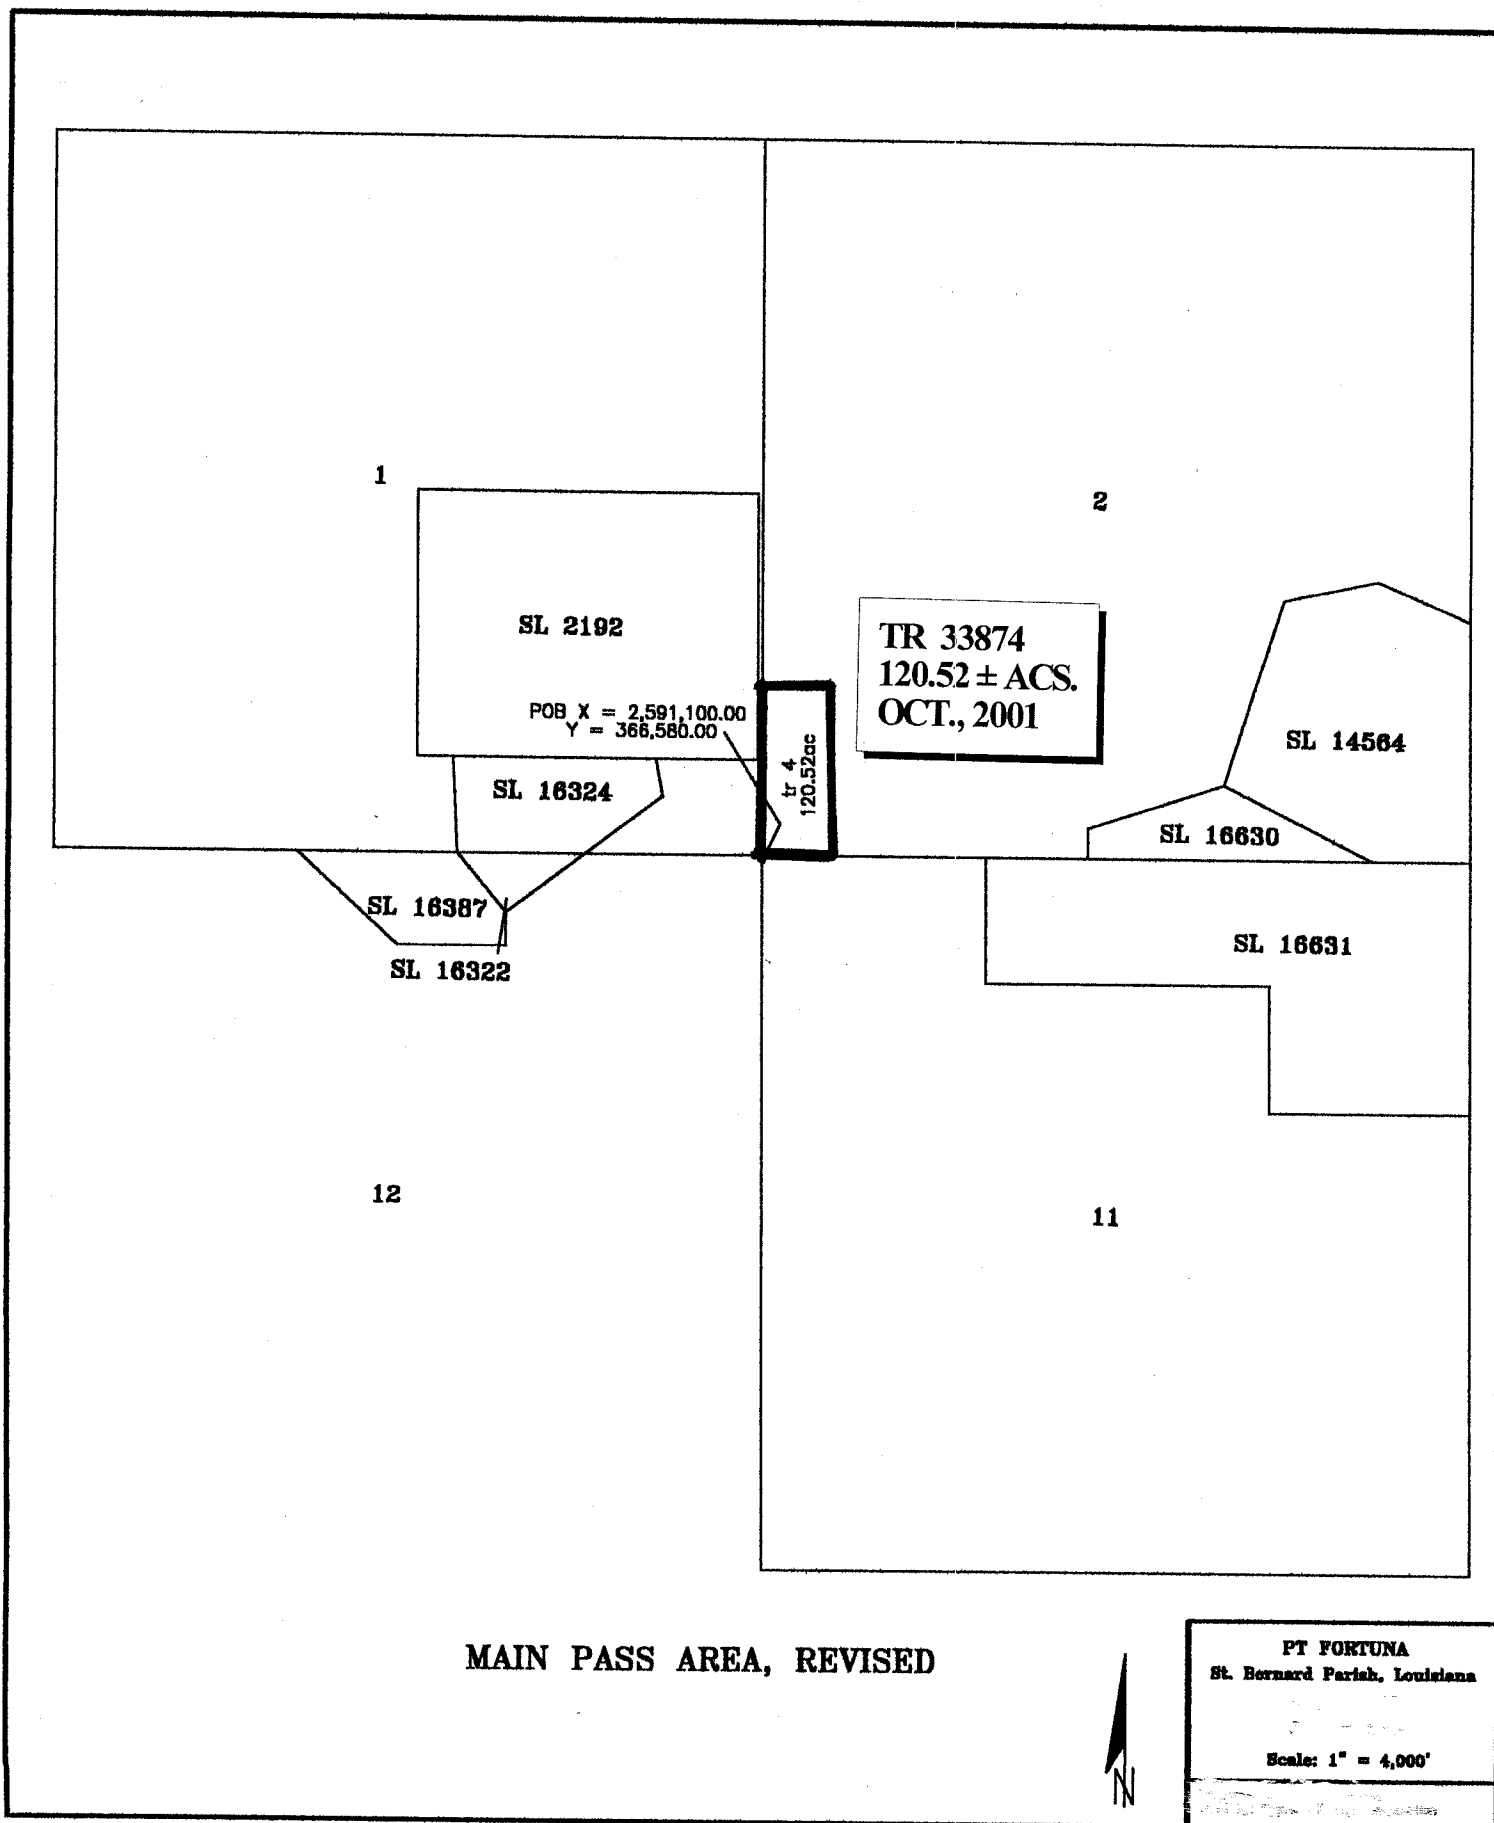 1
2
SL 2192
TR 33874
120.52 ± ACS.
OCT., 2001
POB X = 2,591,100.00
Y = 366,580.00
tr 4
120.52ac
SL 14564
SL 16324
SL 16630
SL 16387
SL 16322
SL 16631
12
11
MAIN PASS AREA, REVISED
N
PT FORTUNA
St. Bernard Parish, Louisiana
Scale: 1" = 4,000'